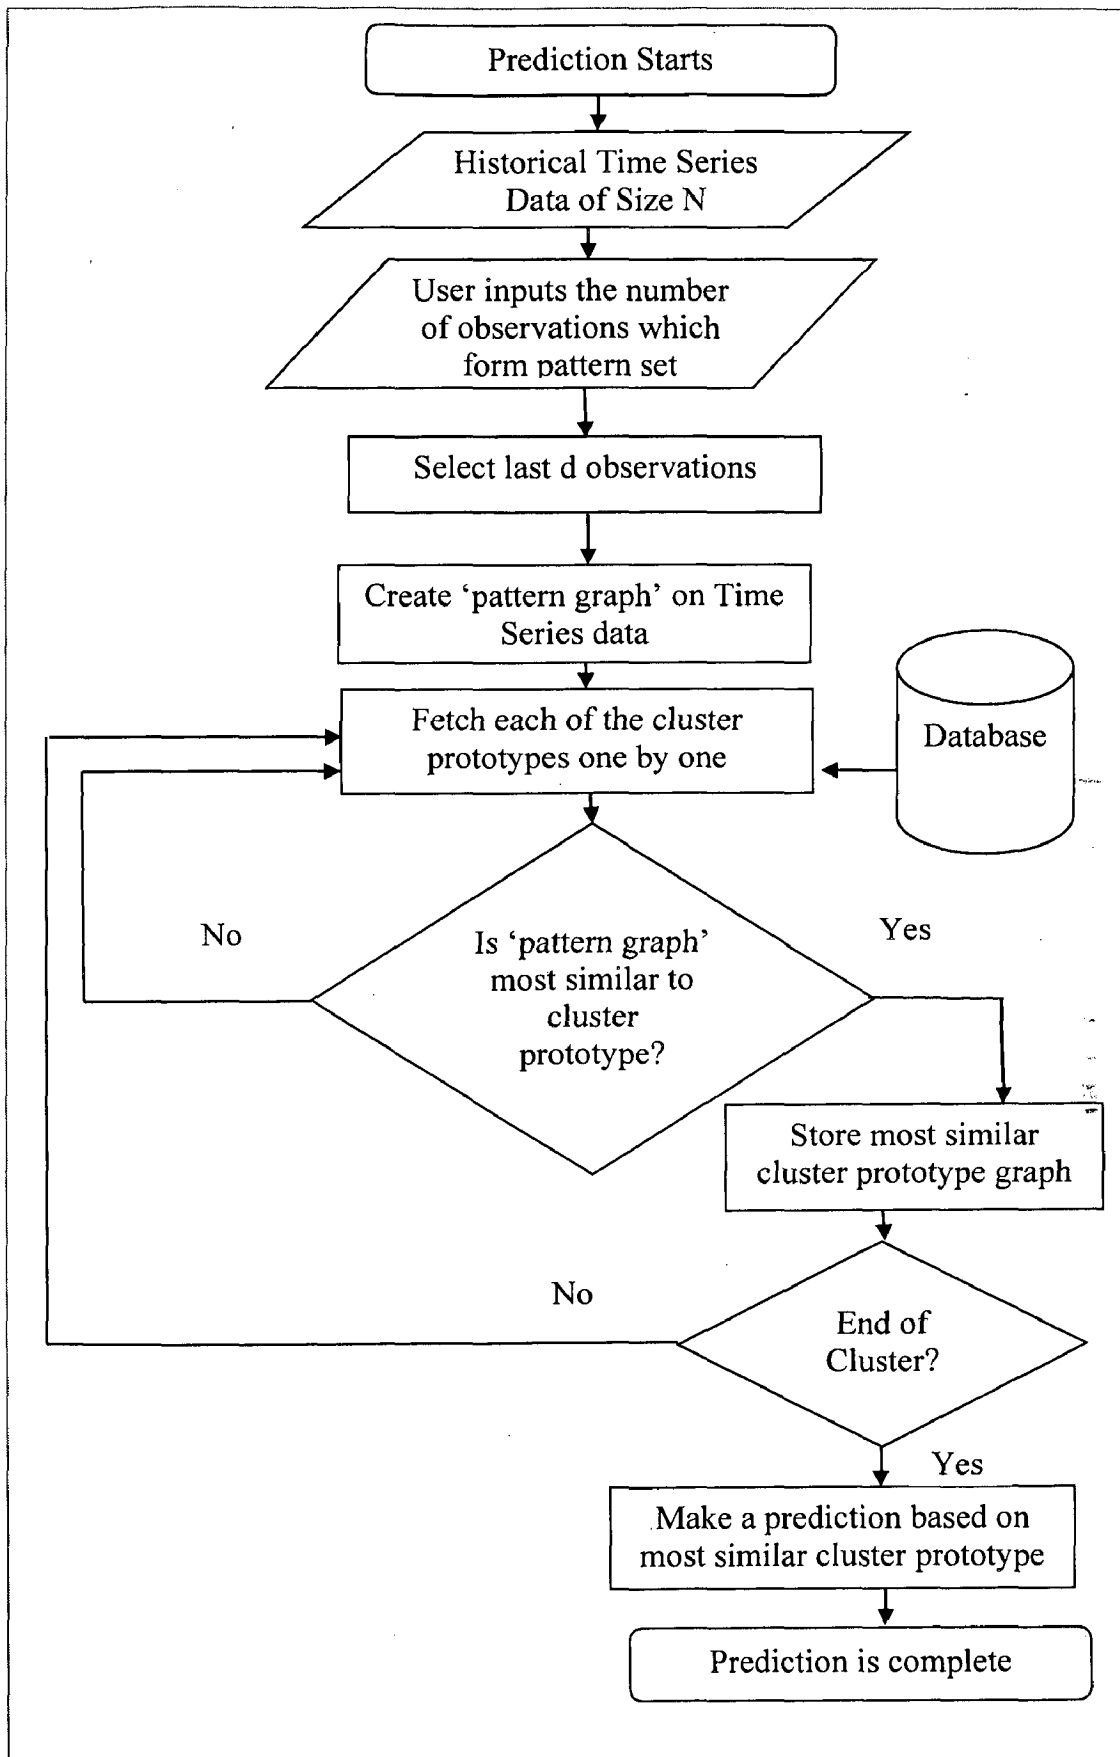 Prediction Starts
Historical Time Series
Data of Size N
User inputs the number
of observations which
form pattern set
Select last d observations
Create ‘pattern graph’ on Time
Series data
Fetch each of the cluster
prototypes one by one
Database
No
Yes
Is ‘pattern graph’
most similar to
cluster
prototype?
Store most similar
cluster prototype graph
No
End of
Cluster?
Yes
Make a prediction based on
most similar cluster prototype
Prediction is complete